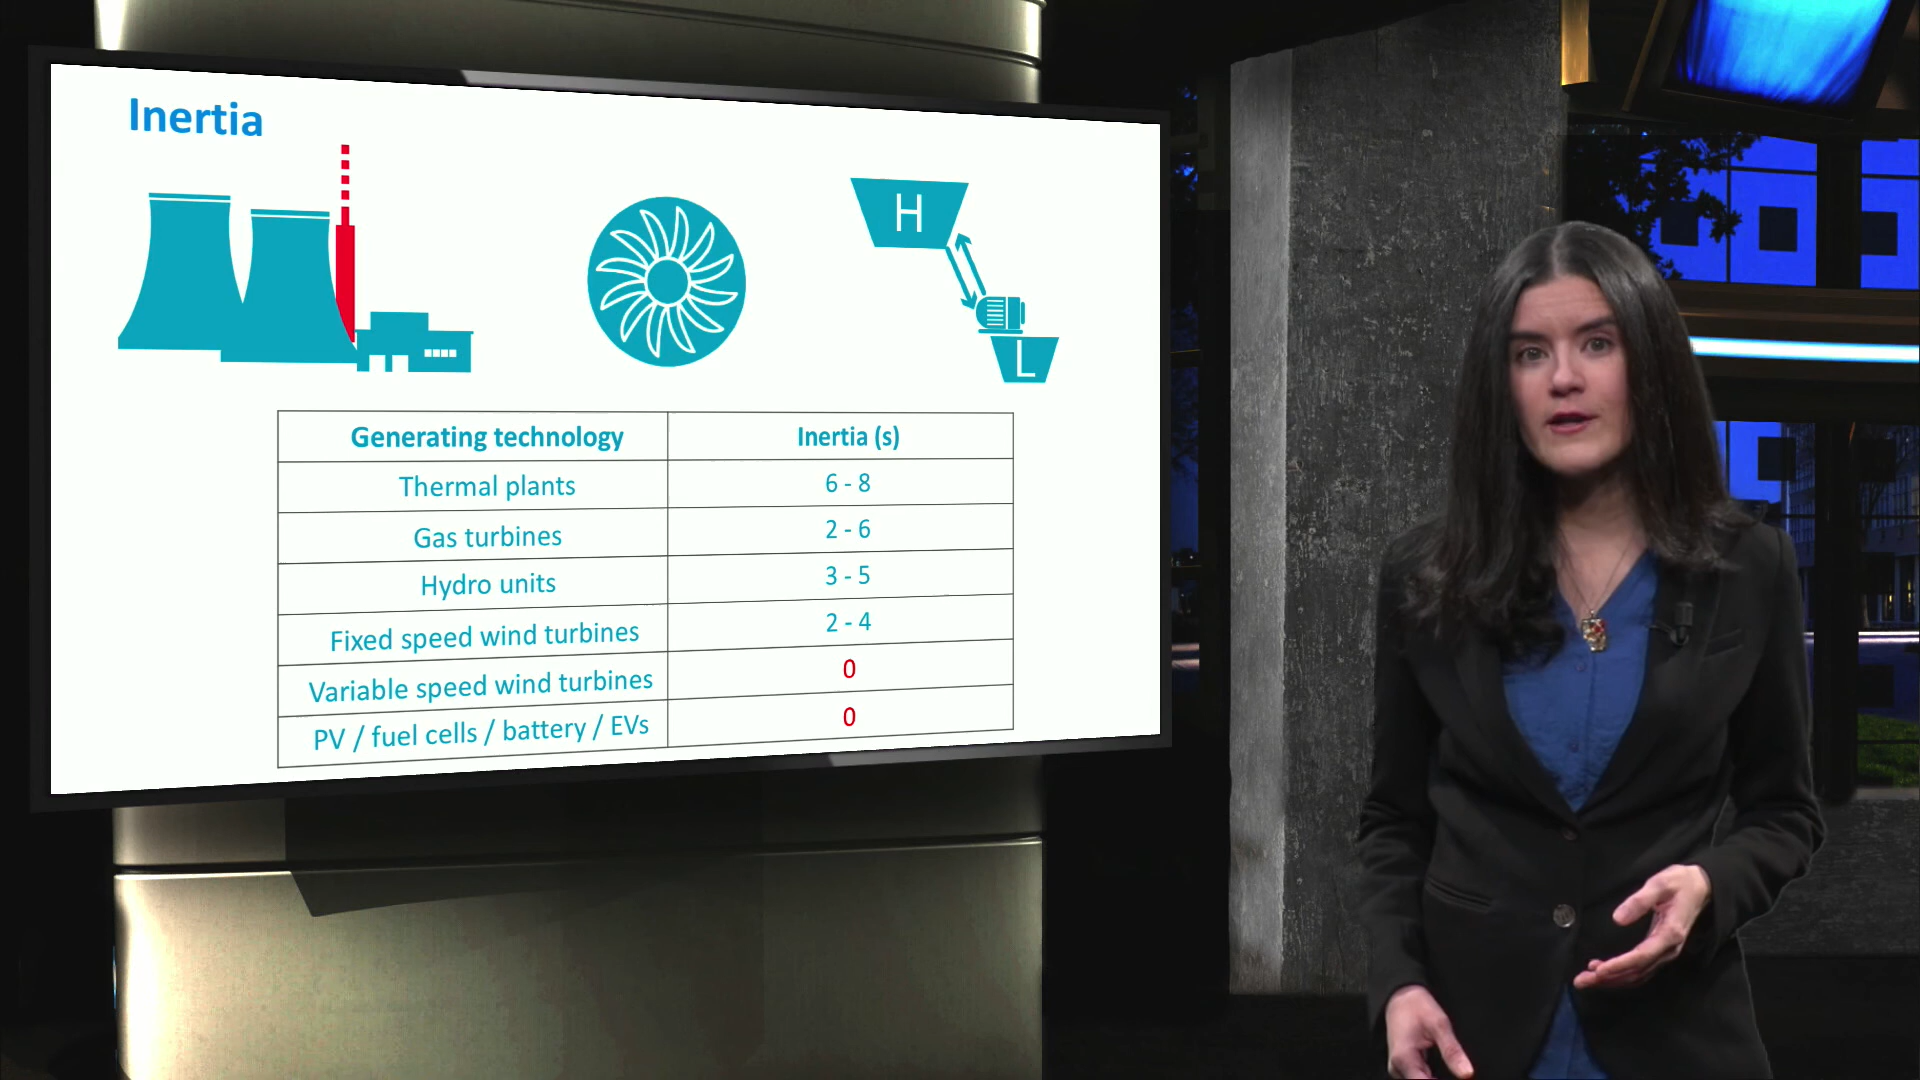 Inertia
H
L
Generating technology Inertia (s)
Thermal plants 6 - 8
Gas turbines 2 - 6
Hydro units 3 - 5
Fixed speed wind turbines 2 - 4
Variable speed wind turbines 0
PV / fuel cells / battery / EVs 0